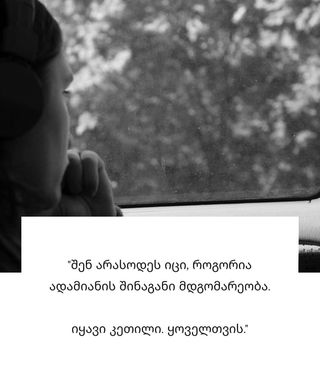 "შენ არასოდეს იცი, როგორია
ადამიანის შინაგანი მდგომარეობა.
იყავი კეთილი. ყოველთვის."